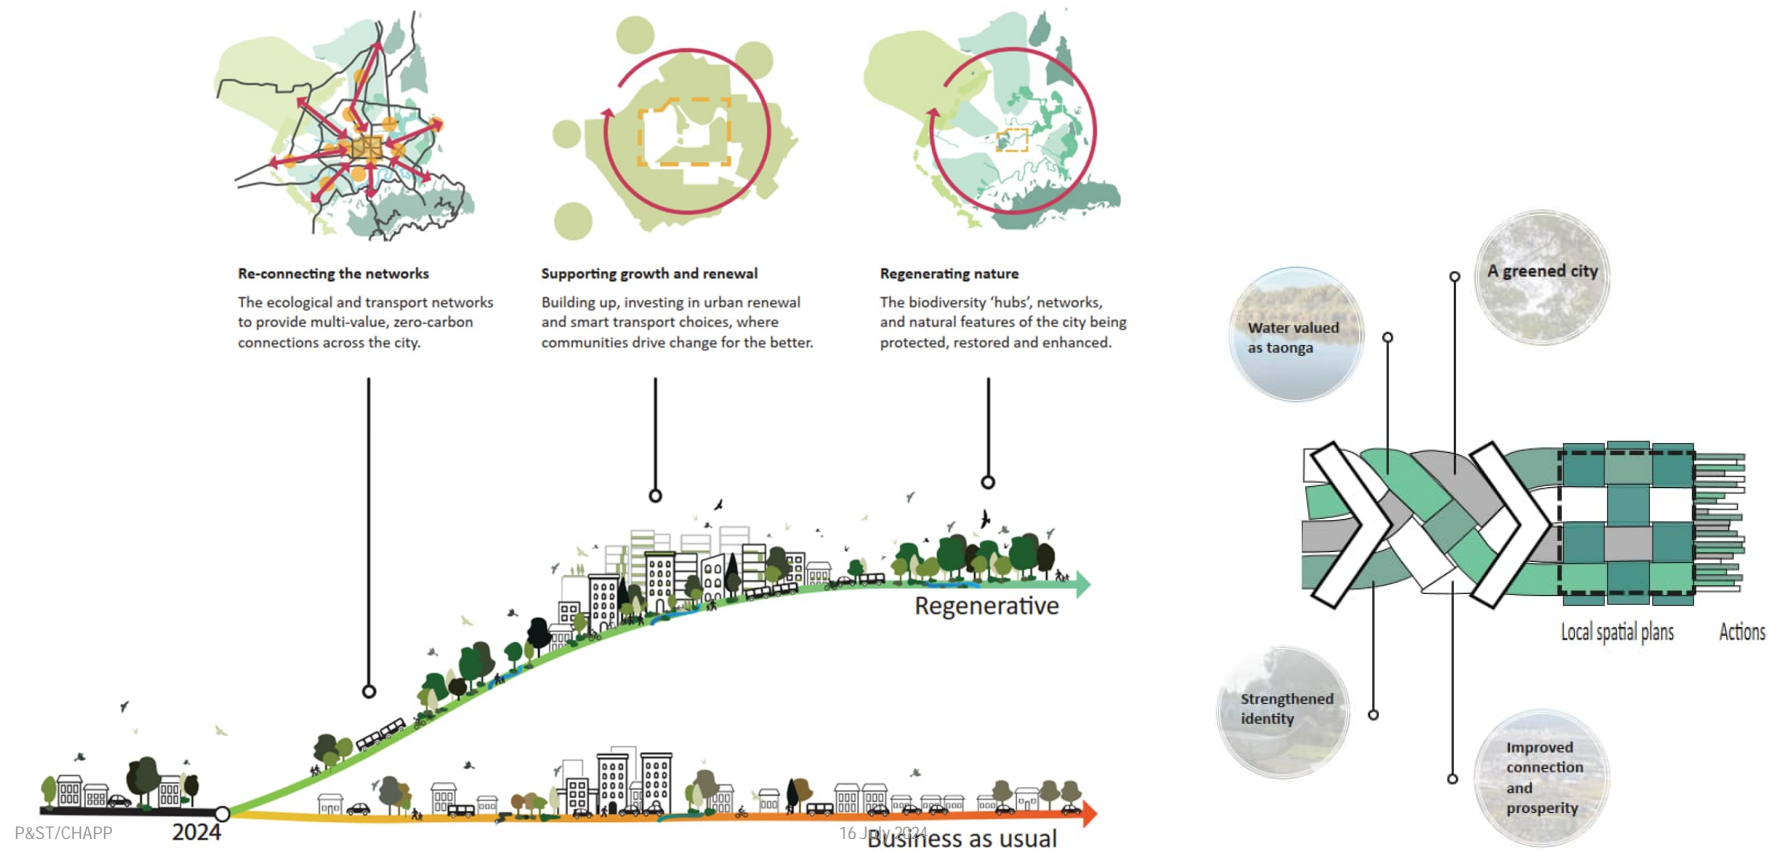 Re-connecting the networks
The ecological and transport networks
to provide multi-value, zero-carbon
connections across the city.
Supporting growth and renewal
Building up, investing in urban renewal
and smart transport choices, where
communities drive change for the better.
Regenerating nature
The biodiversity ‘hubs’, networks,
and natural features of the city being
protected, restored and enhanced.
A greened city
Water valued
as taonga
Regenerative
Local spatial plans
Actions
Strengthened
identity
Improved
connection
and
prosperity
2024
Business as usual
P&ST/CHAPP
16 July 2024